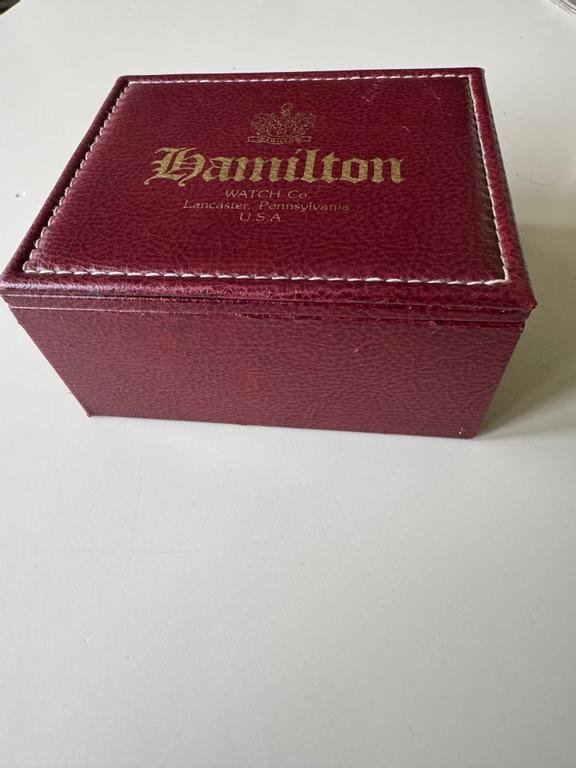 Hamilton
WATCH Co.
Lancaster, Pennsylvania
U.S.A.